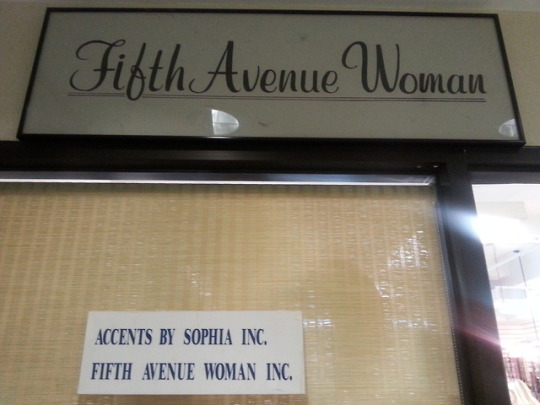 Fifth Avenue Woman
ACCENTS BY SOPHIA INC.
FIFTH AVENUE WOMAN INC.